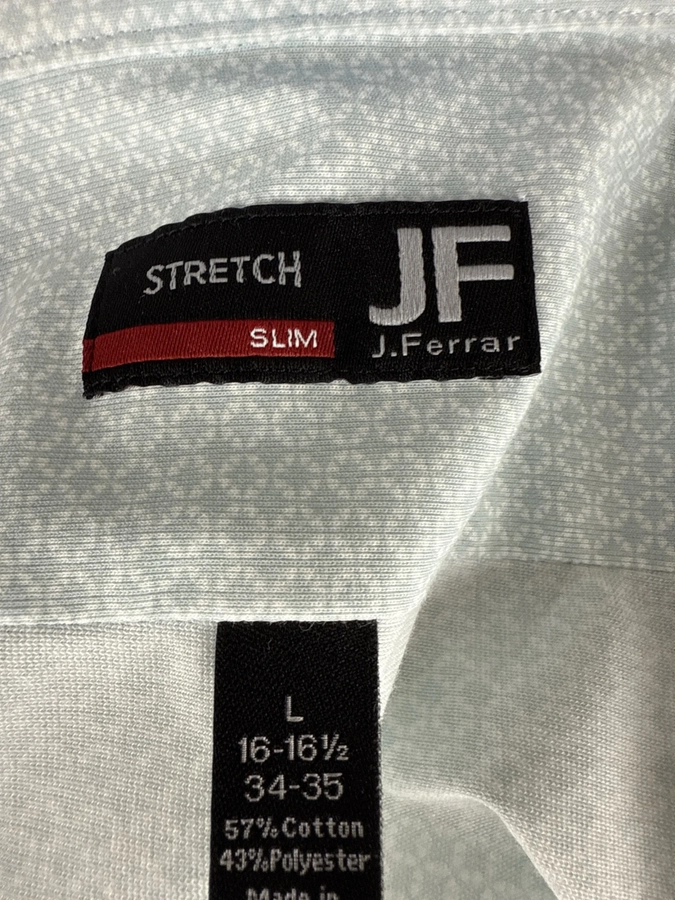 STRETCH
SLIM
JF
J.Ferrar
L
16-16½
34-35
57% Cotton
43% Polyester
Made in